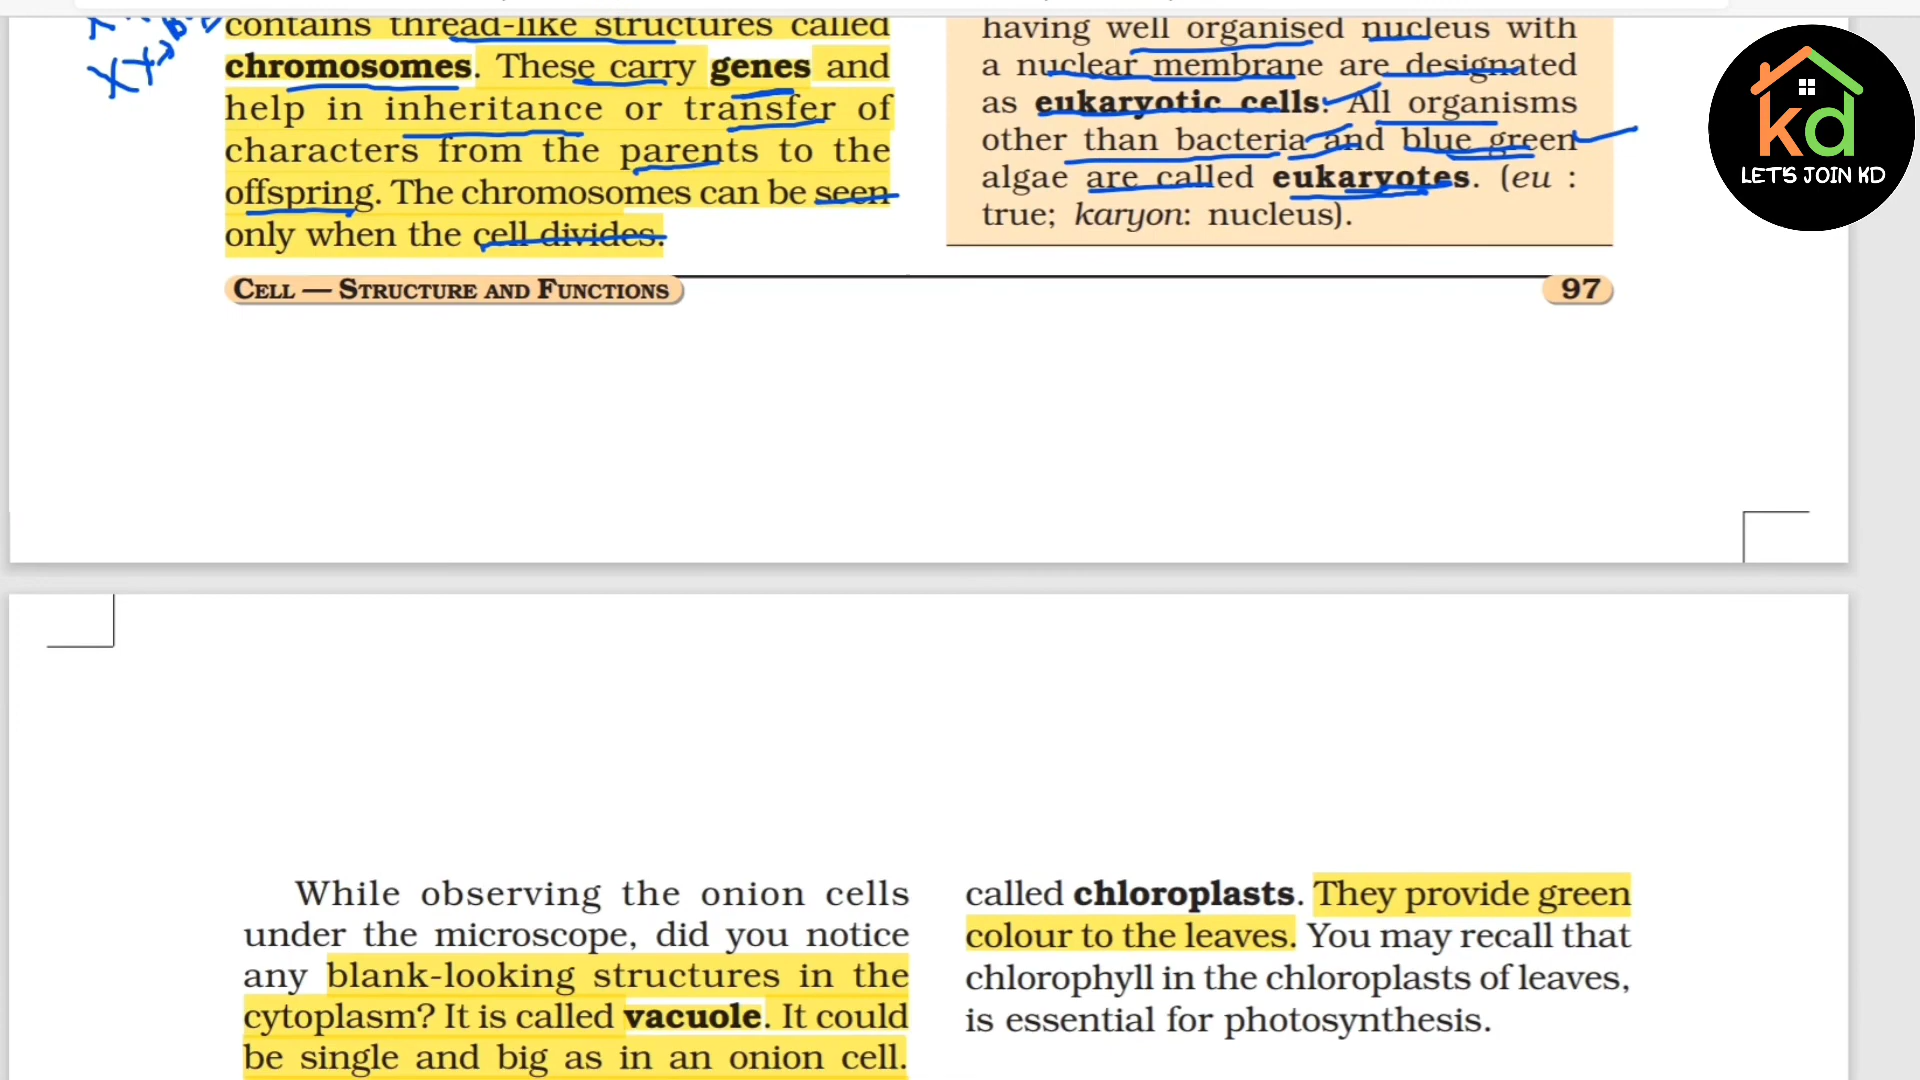 contains thread-like structures called
chromosomes. These carry genes and
help in inheritance or transfer of
characters from the parents to the
offspring. The chromosomes can be seen
only when the cell divides.
having well organised nucleus with
a nuclear membrane are designated
as eukaryotic cells. All organisms
other than bacteria and blue green
algae are called eukaryotes. (eu :
true; karyon: nucleus).
kd
LET'S JOIN KD
CELL — STRUCTURE AND FUNCTIONS
97
While observing the onion cells
under the microscope, did you notice
any blank-looking structures in the
cytoplasm? It is called vacuole. It could
be single and big as in an onion cell.
called chloroplasts. They provide green
colour to the leaves. You may recall that
chlorophyll in the chloroplasts of leaves,
is essential for photosynthesis.